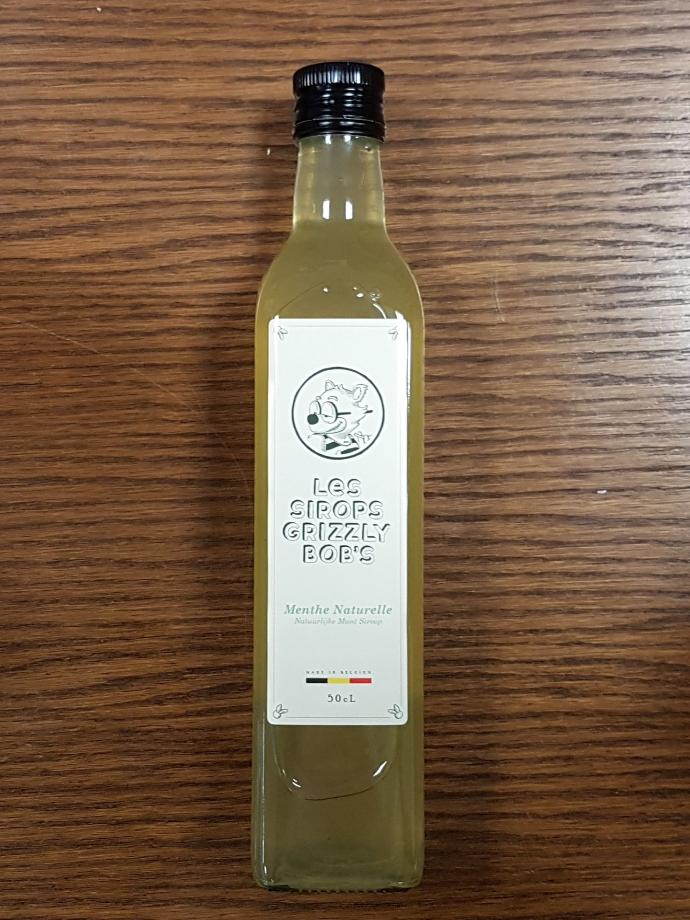 Les
SIROPS
GRIZZLY
BOB'S
Menthe Naturelle
Natuurlijke Munt Siroop
MADE IN BELGIUM
50cL